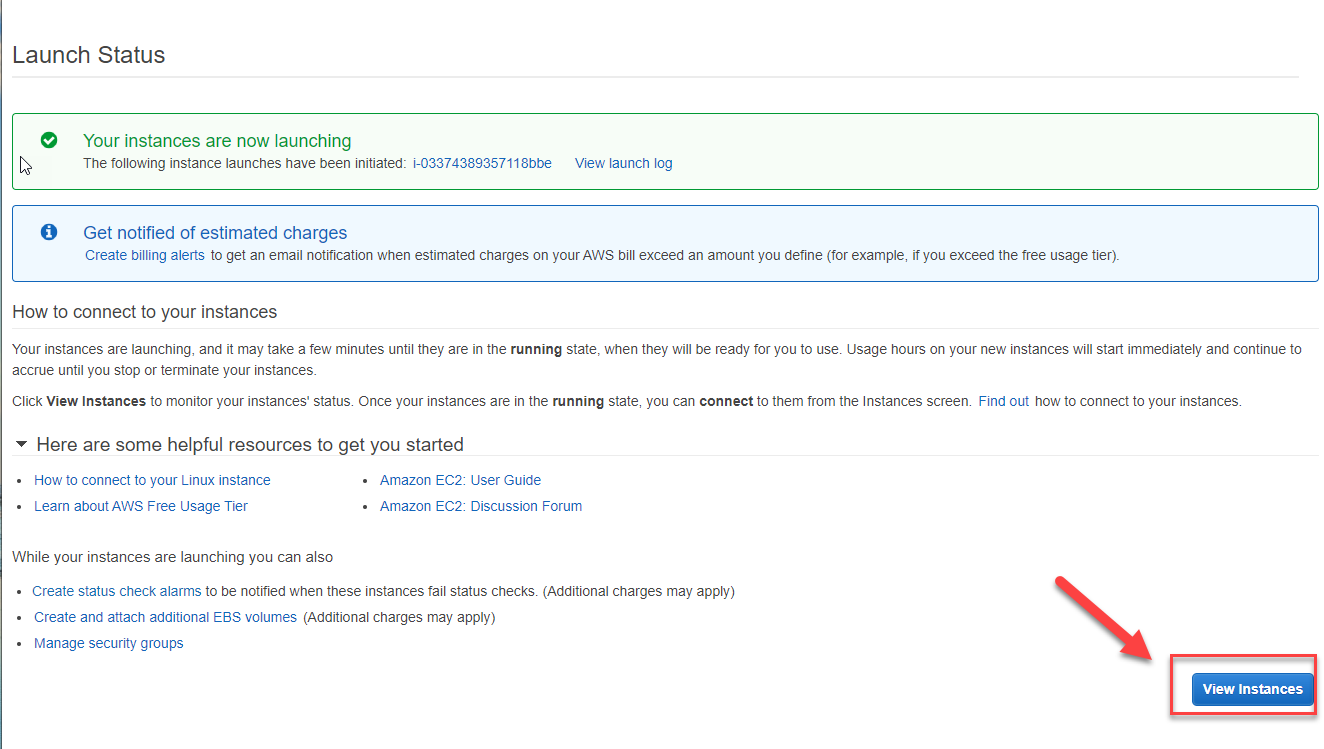 Launch Status
Your instances are now launching
The following instance launches have been initiated: i-03374389357118bbe View launch log
Get notified of estimated charges
Create billing alerts to get an email notification when estimated charges on your AWS bill exceed an amount you define (for example, if you exceed the free usage tier).
How to connect to your instances
Your instances are launching, and it may take a few minutes until they are in the running state, when they will be ready for you to use. Usage hours on your new instances will start immediately and continue to
accrue until you stop or terminate your instances.
Click View Instances to monitor your instances' status. Once your instances are in the running state, you can connect to them from the Instances screen. Find out how to connect to your instances.
Here are some helpful resources to get you started
• How to connect to your Linux instance
• Amazon EC2: User Guide
• Learn about AWS Free Usage Tier
• Amazon EC2: Discussion Forum
While your instances are launching you can also
• Create status check alarms to be notified when these instances fail status checks. (Additional charges may apply)
• Create and attach additional EBS volumes (Additional charges may apply)
• Manage security groups
View Instances